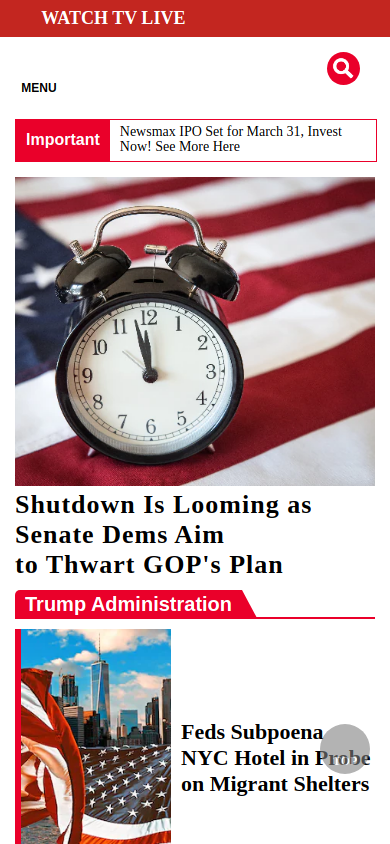 WATCH TV LIVE
MENU
Important
Newsmax IPO Set for March 31, Invest
Now! See More Here
12
1
2
3
4
5
6
7
8
9
10
11
Shutdown Is Looming as
Senate Dems Aim
to Thwart GOP's Plan
Trump Administration
Feds Subpoena
NYC Hotel in Probe
on Migrant Shelters